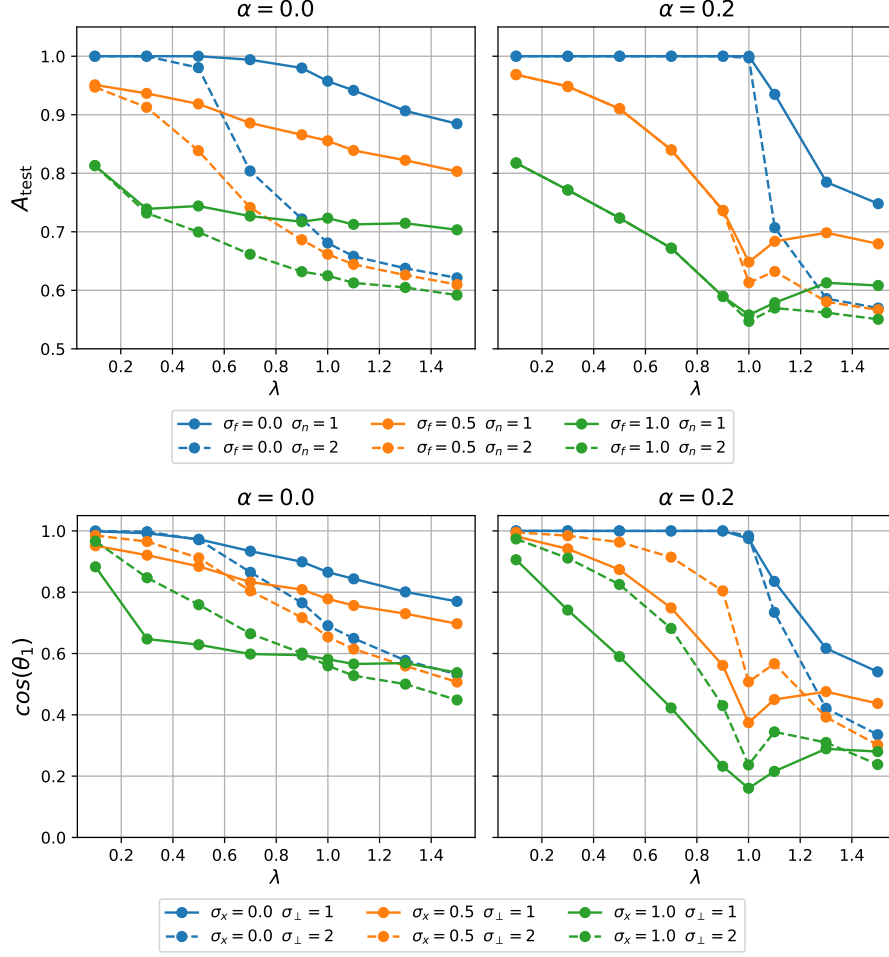 α = 0.0 α = 0.2
1.0
0.9
0.8
0.7
0.6
0.5
A_test
0.2 0.4 0.6 0.8 1.0 1.2 1.4 0.2 0.4 0.6 0.8 1.0 1.2 1.4
λ λ
σ_f = 0.0 σ_n = 1 σ_f = 0.5 σ_n = 1 σ_f = 1.0 σ_n = 1
σ_f = 0.0 σ_n = 2 σ_f = 0.5 σ_n = 2 σ_f = 1.0 σ_n = 2
α = 0.0 α = 0.2
1.0
0.8
0.6
0.4
0.2
0.0
cos(θ₁)
0.2 0.4 0.6 0.8 1.0 1.2 1.4 0.2 0.4 0.6 0.8 1.0 1.2 1.4
λ λ
σ_x = 0.0 σ_⊥ = 1 σ_x = 0.5 σ_⊥ = 1 σ_x = 1.0 σ_⊥ = 1
σ_x = 0.0 σ_⊥ = 2 σ_x = 0.5 σ_⊥ = 2 σ_x = 1.0 σ_⊥ = 2